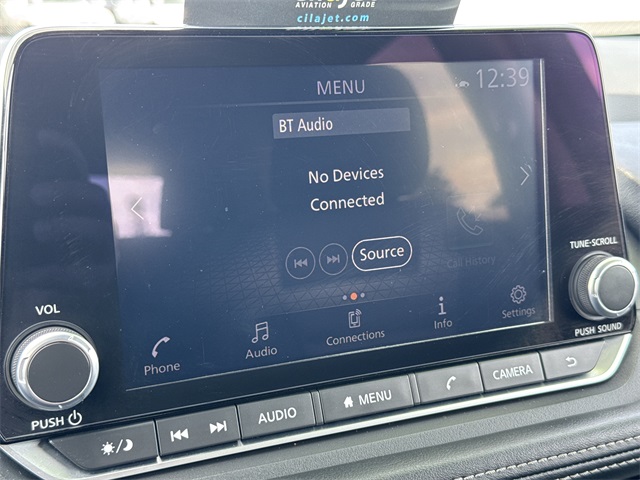 AVIATION GRADE
cilajet.com
MENU
12:39
BT Audio
No Devices
Connected
Source
Call History
TUNE·SCROLL
VOL
Phone
Audio
Connections
Info
Settings
PUSH
PUSH SOUND
AUDIO
MENU
CAMERA